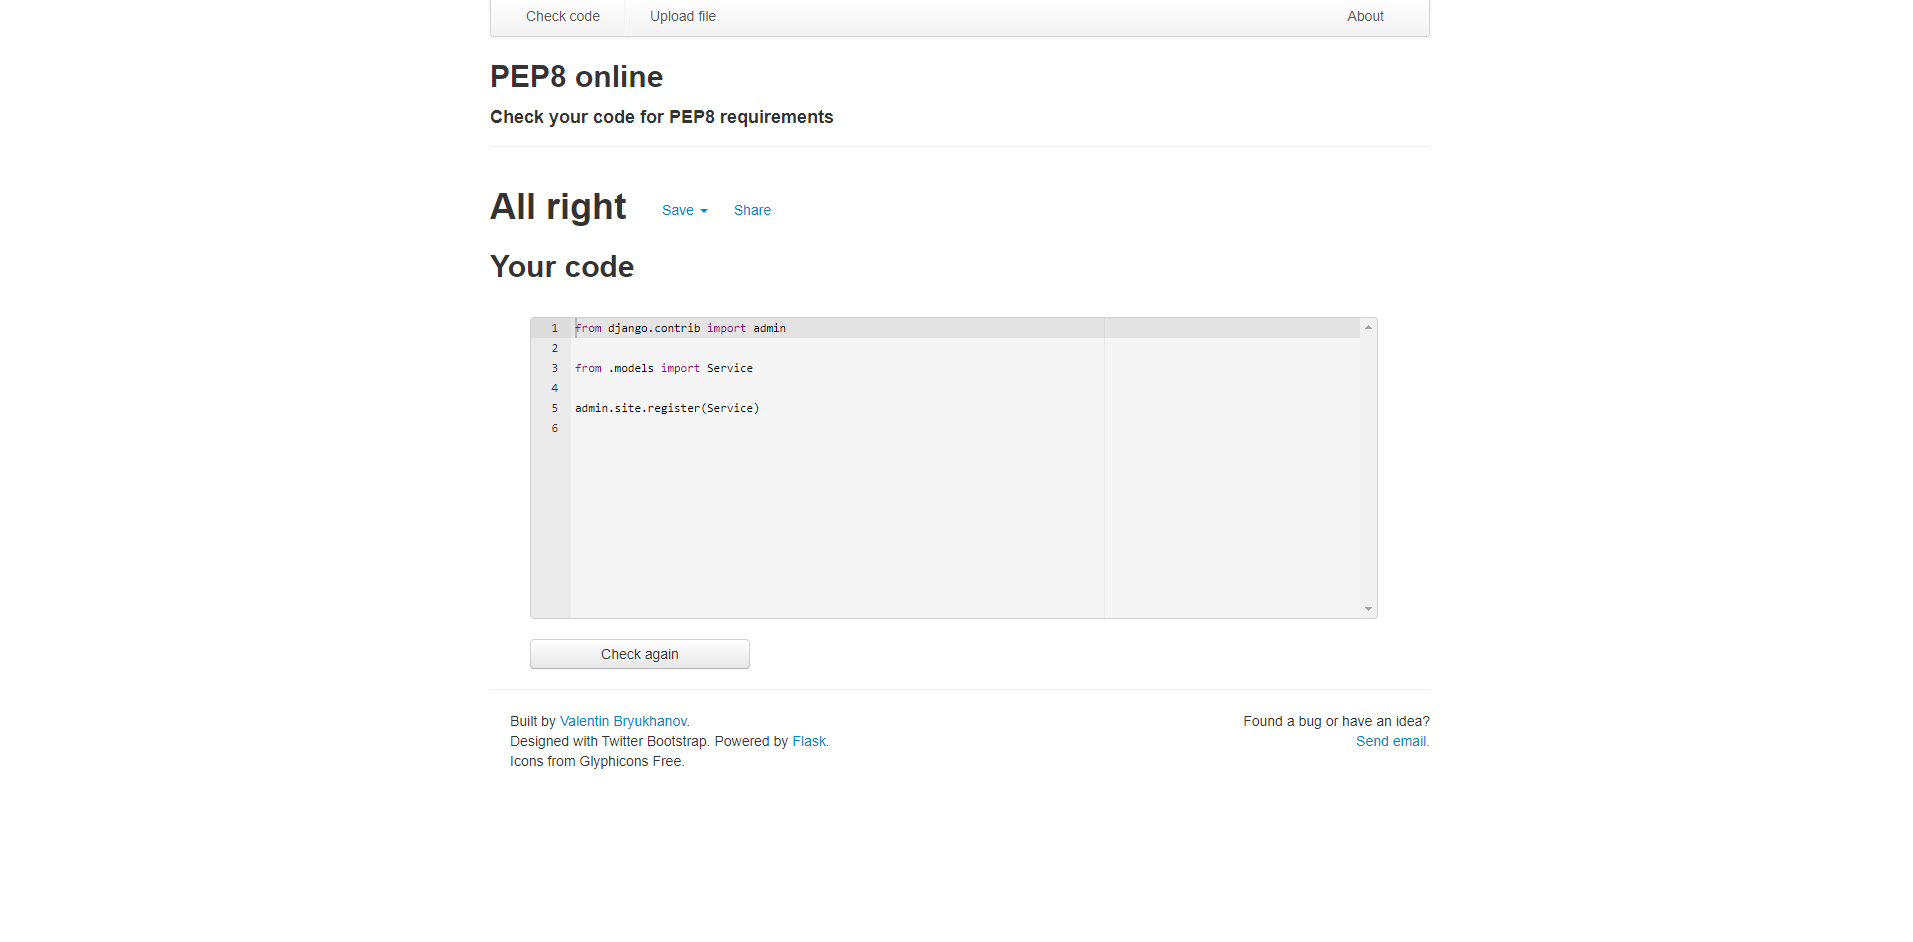 Check code Upload file About
PEP8 online
Check your code for PEP8 requirements
All right Save Share
Your code
1 from django.contrib import admin
2
3 from .models import Service
4
5 admin.site.register(Service)
6
Check again
Built by Valentin Bryukhanov. Found a bug or have an idea?
Designed with Twitter Bootstrap. Powered by Flask. Send email.
Icons from Glyphicons Free.